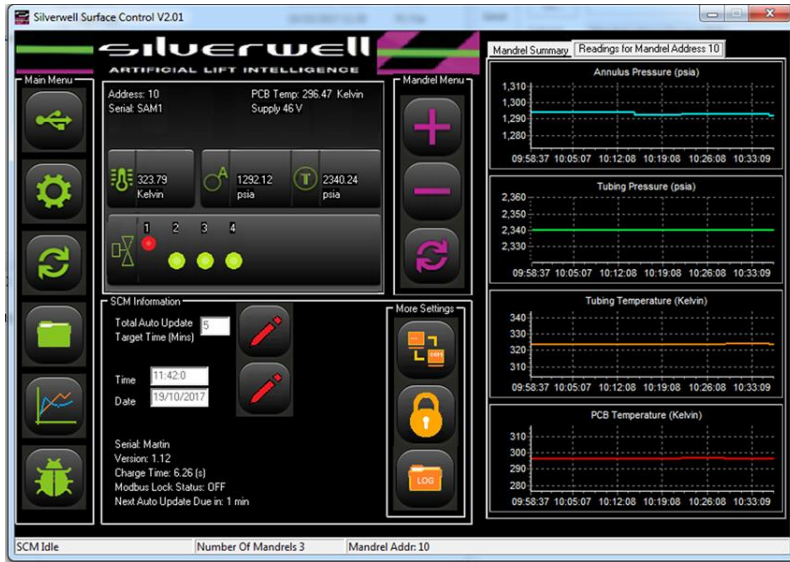 Silverwell Surface Control V2.01
silverwell
ARTIFICIAL LIFT INTELLIGENCE
Main Menu
Address: 10
Serial: SAM1
PCB Temp: 296.47 Kelvin
Supply 46 V
323.79
Kelvin
A
1292.12
psia
T
2340.24
psia
1 2 3 4
Mandrel Menu
SCM Information
Total Auto Update
Target Time (Mins)
5
Time
11:42:0
Date
19/10/2017
Serial: Martin
Version: 1.12
Charge Time: 6.26 (s)
Modbus Lock Status: OFF
Next Auto Update Due in: 1 min
More Settings
LOG
Mandrel Summary
Readings for Mandrel Address 10
Annulus Pressure (psia)
1,310
1,300
1,290
1,280
09:58:37 10:05:07 10:12:08 10:19:08 10:26:08 10:33:09
Tubing Pressure (psia)
2,360
2,350
2,340
2,330
09:58:37 10:05:07 10:12:08 10:19:08 10:26:08 10:33:09
Tubing Temperature (Kelvin)
340
330
320
310
09:58:37 10:05:07 10:12:08 10:19:08 10:26:08 10:33:09
PCB Temperature (Kelvin)
310
300
290
280
09:58:37 10:05:07 10:12:08 10:19:08 10:26:08 10:33:09
SCM Idle
Number Of Mandrels 3
Mandrel Addr: 10